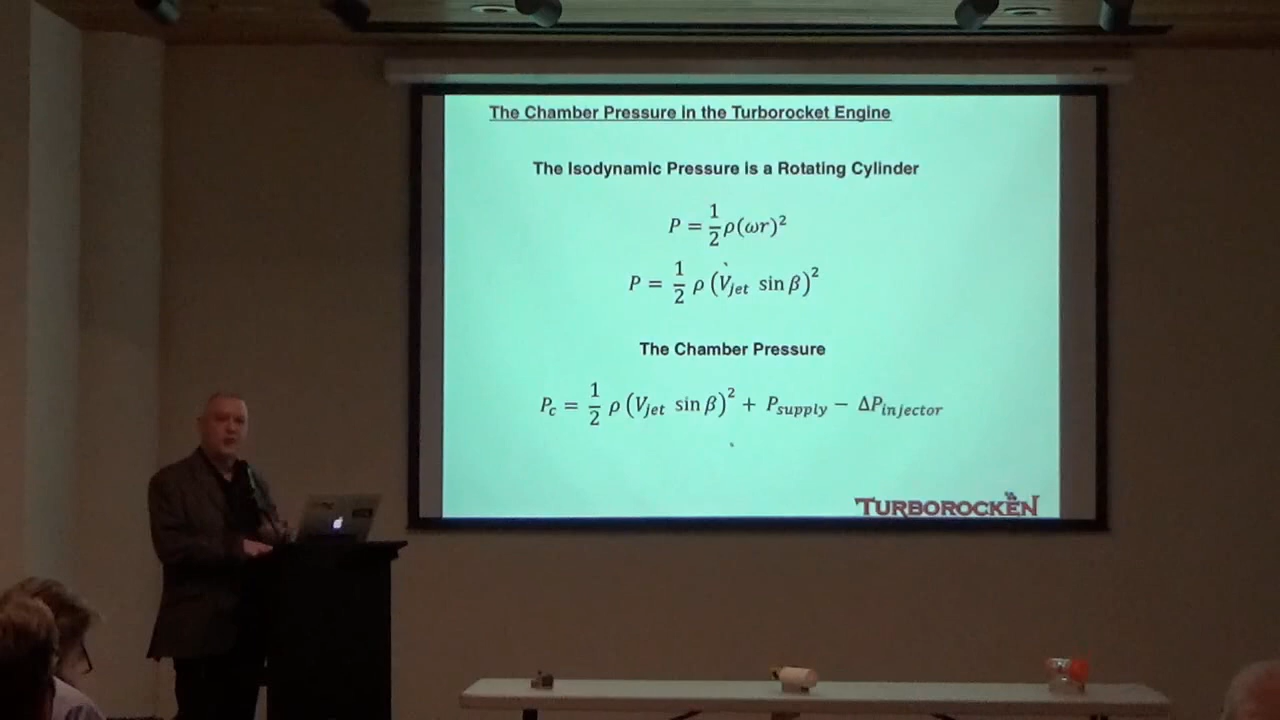 The Chamber Pressure in the Turborocket Engine
The Isodynamic Pressure is a Rotating Cylinder
P = 1/2 ρ(ωr)²
P = 1/2 ρ (V_jet sin β)²
The Chamber Pressure
P_c = 1/2 ρ (V_jet sin β)² + P_supply − ΔP_injector
TURBOROCKEN